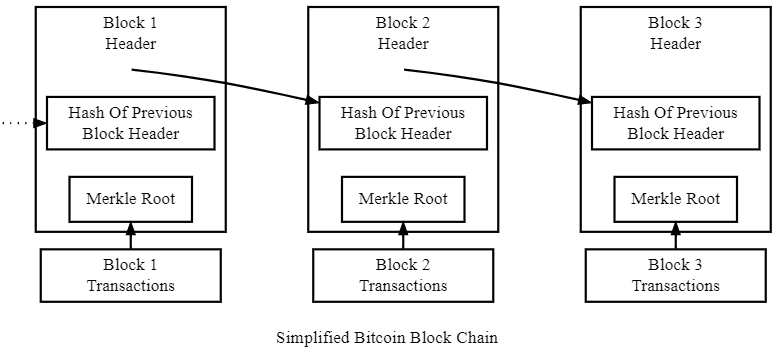 Block 1
Header
Hash Of Previous
Block Header
Merkle Root
Block 1
Transactions
Block 2
Header
Hash Of Previous
Block Header
Merkle Root
Block 2
Transactions
Block 3
Header
Hash Of Previous
Block Header
Merkle Root
Block 3
Transactions
Simplified Bitcoin Block Chain